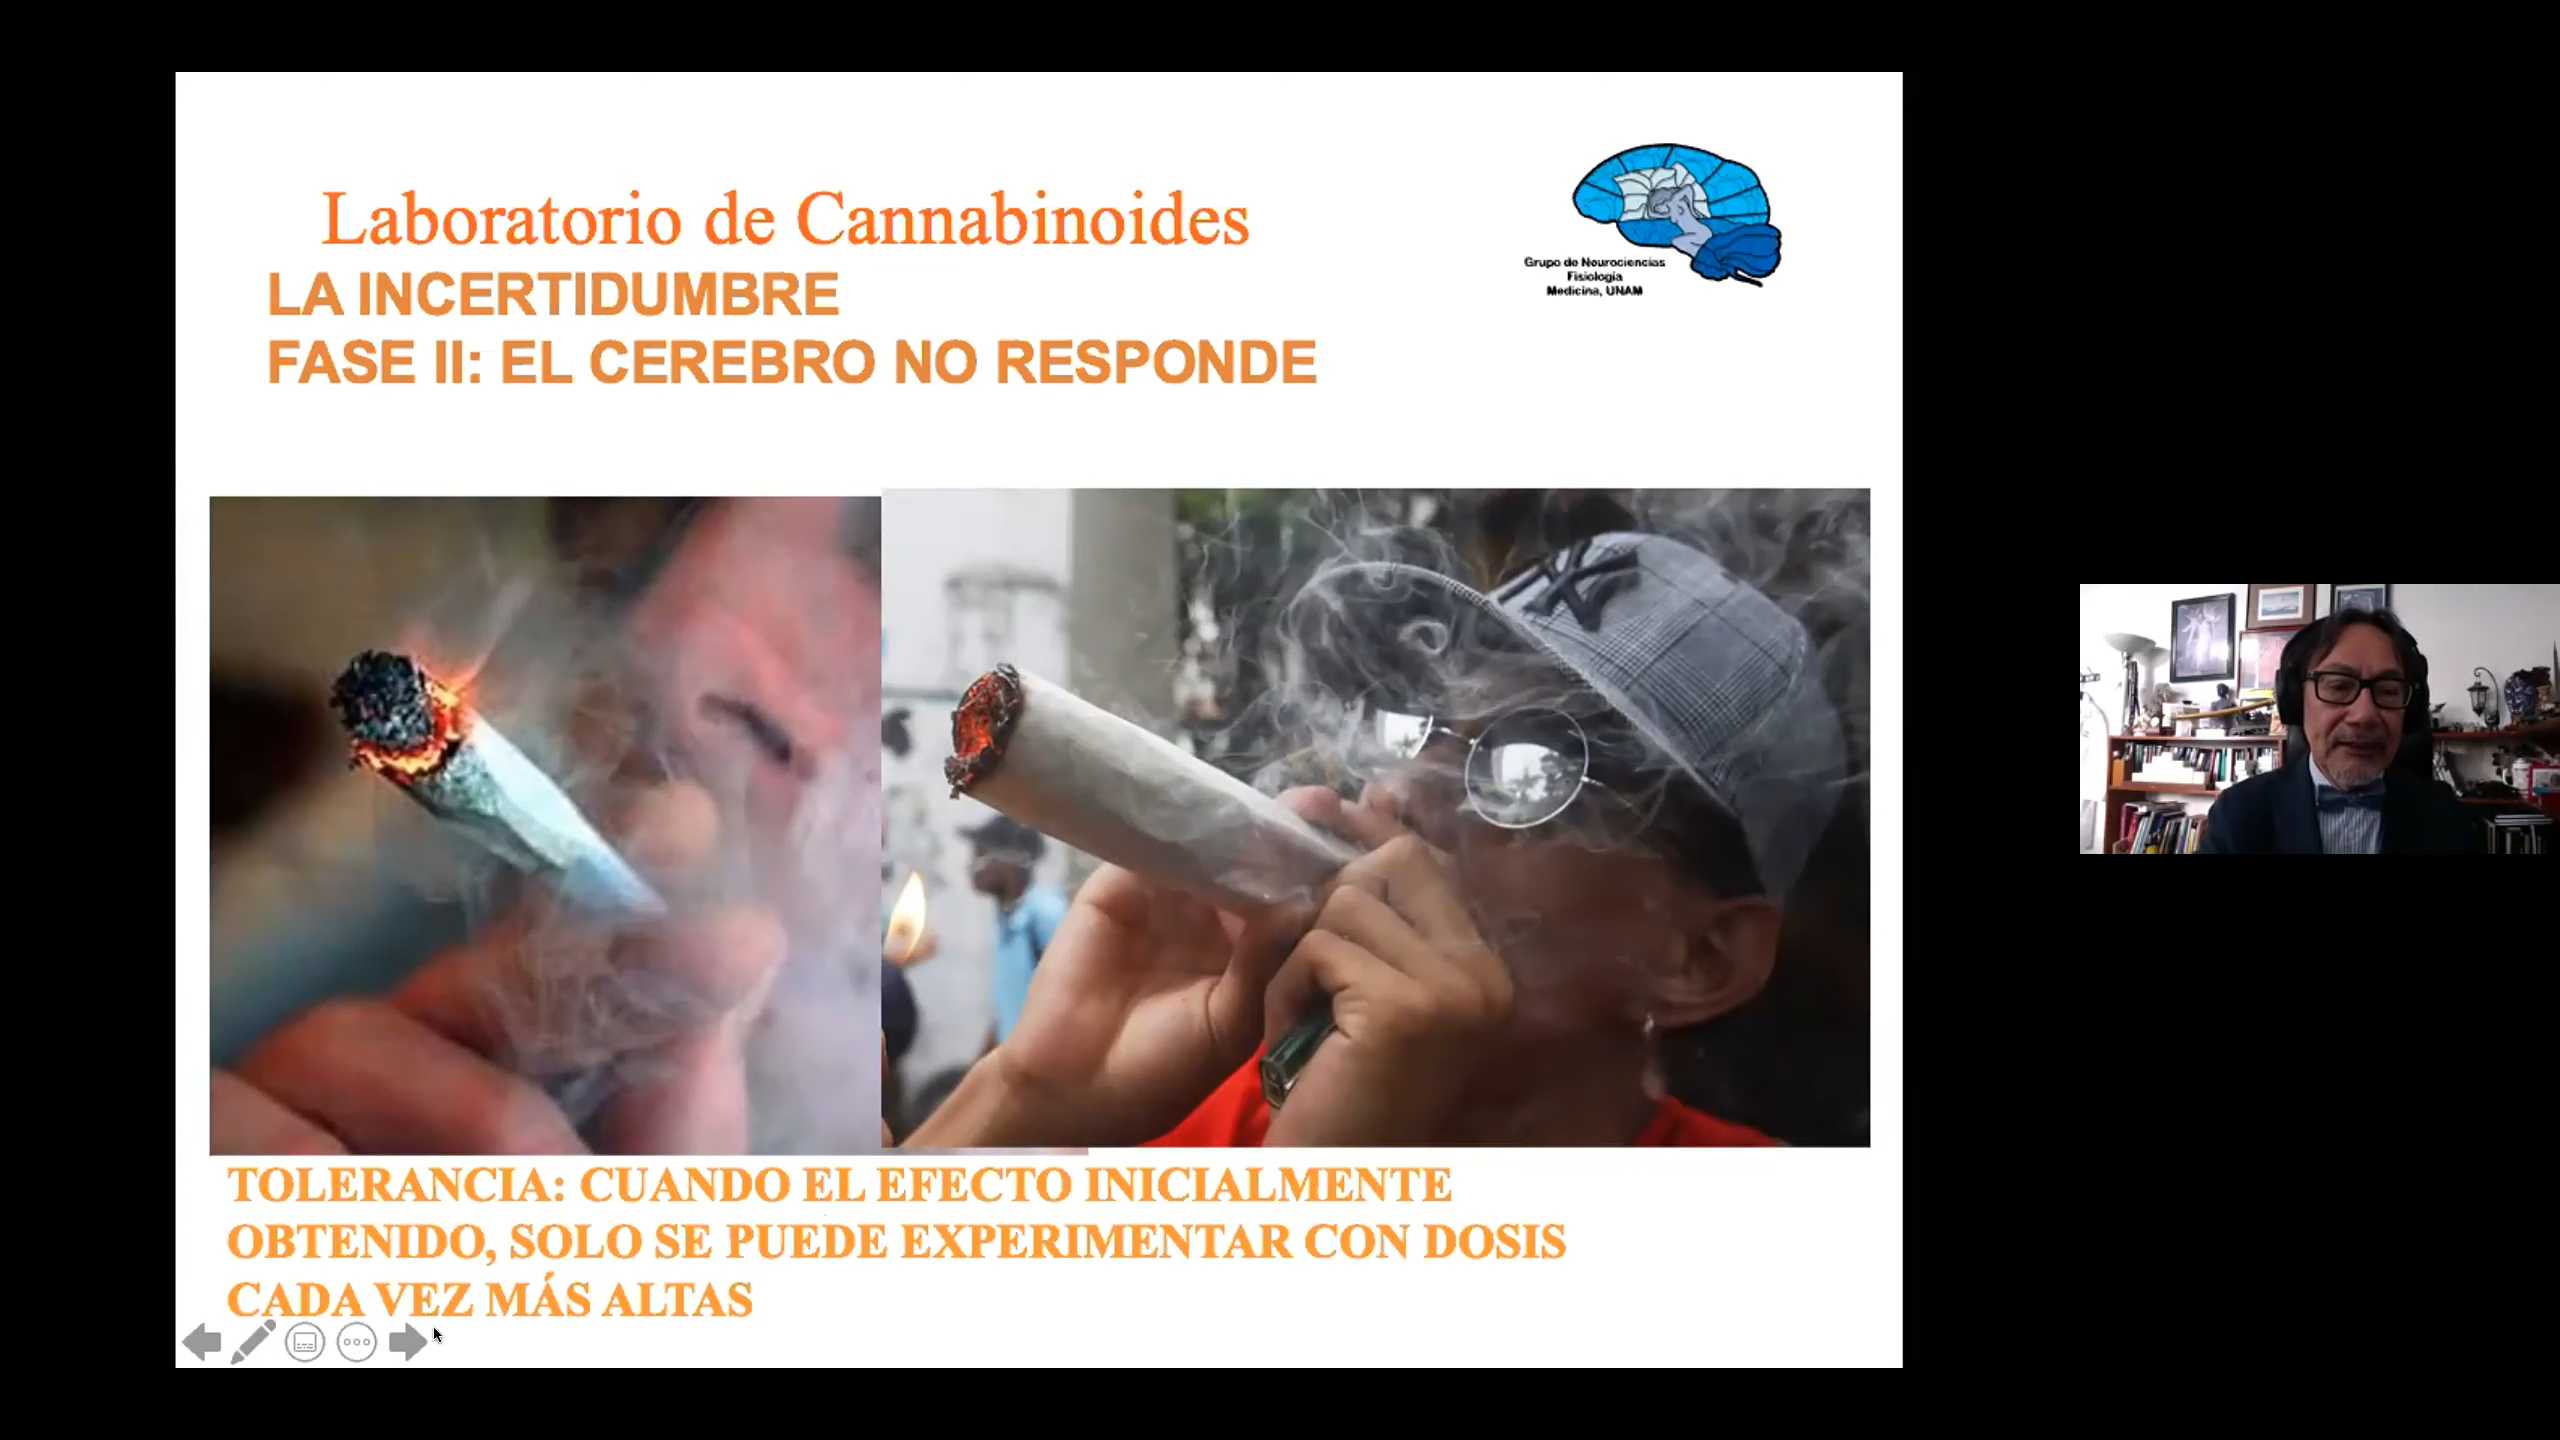 Laboratorio de Cannabinoides
LA INCERTIDUMBRE
FASE II: EL CEREBRO NO RESPONDE
Grupo de Neurociencias
Fisiología
Medicina, UNAM
NY
TOLERANCIA: CUANDO EL EFECTO INICIALMENTE
OBTENIDO, SOLO SE PUEDE EXPERIMENTAR CON DOSIS
CADA VEZ MÁS ALTAS